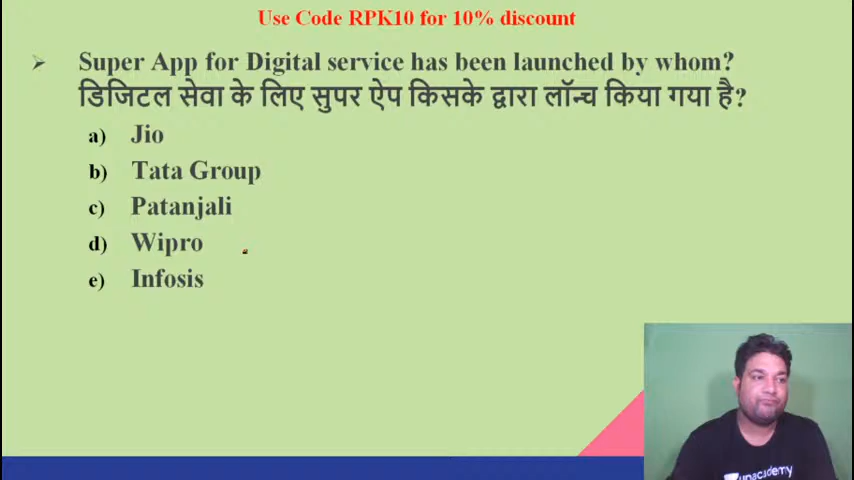 Use Code RPK10 for 10% discount
➢ Super App for Digital service has been launched by whom?
डिजिटल सेवा के लिए सुपर ऐप किसके द्वारा लॉन्च किया गया है?
a) Jio
b) Tata Group
c) Patanjali
d) Wipro
e) Infosis
unacademy